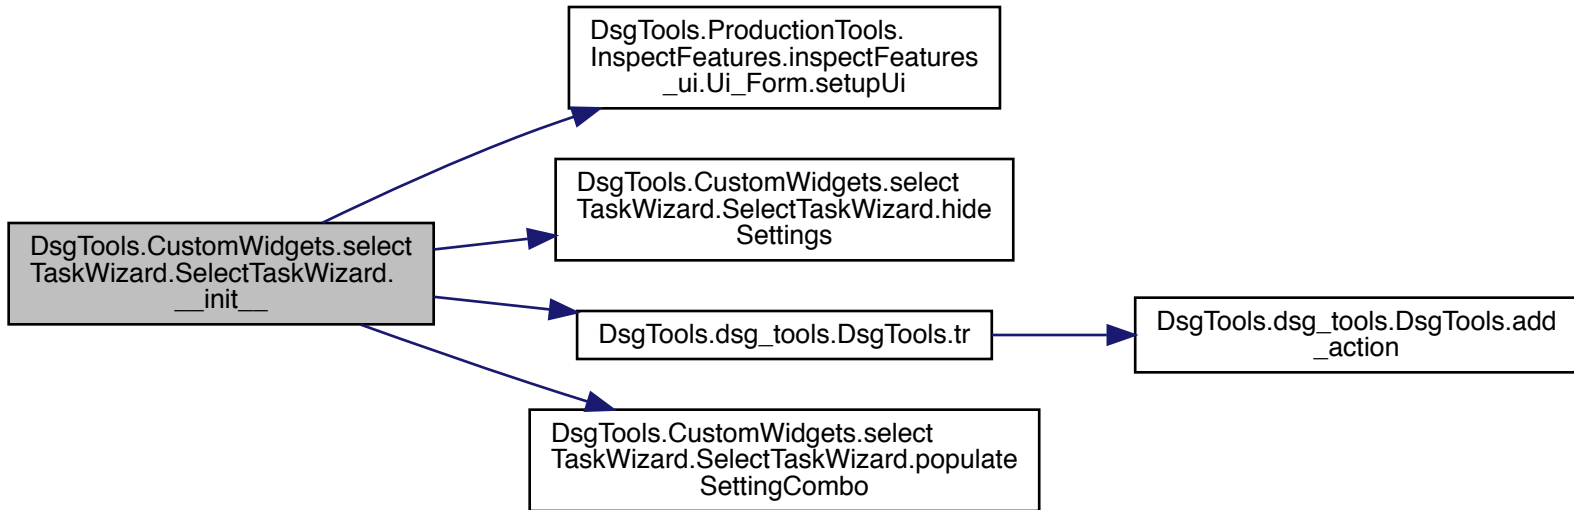 DsgTools.ProductionTools.
InspectFeatures.inspectFeatures
_ui.Ui_Form.setupUi
DsgTools.CustomWidgets.select
TaskWizard.SelectTaskWizard.hide
Settings
DsgTools.CustomWidgets.select
TaskWizard.SelectTaskWizard.
__init__
DsgTools.dsg_tools.DsgTools.tr
DsgTools.dsg_tools.DsgTools.add
_action
DsgTools.CustomWidgets.select
TaskWizard.SelectTaskWizard.populate
SettingCombo